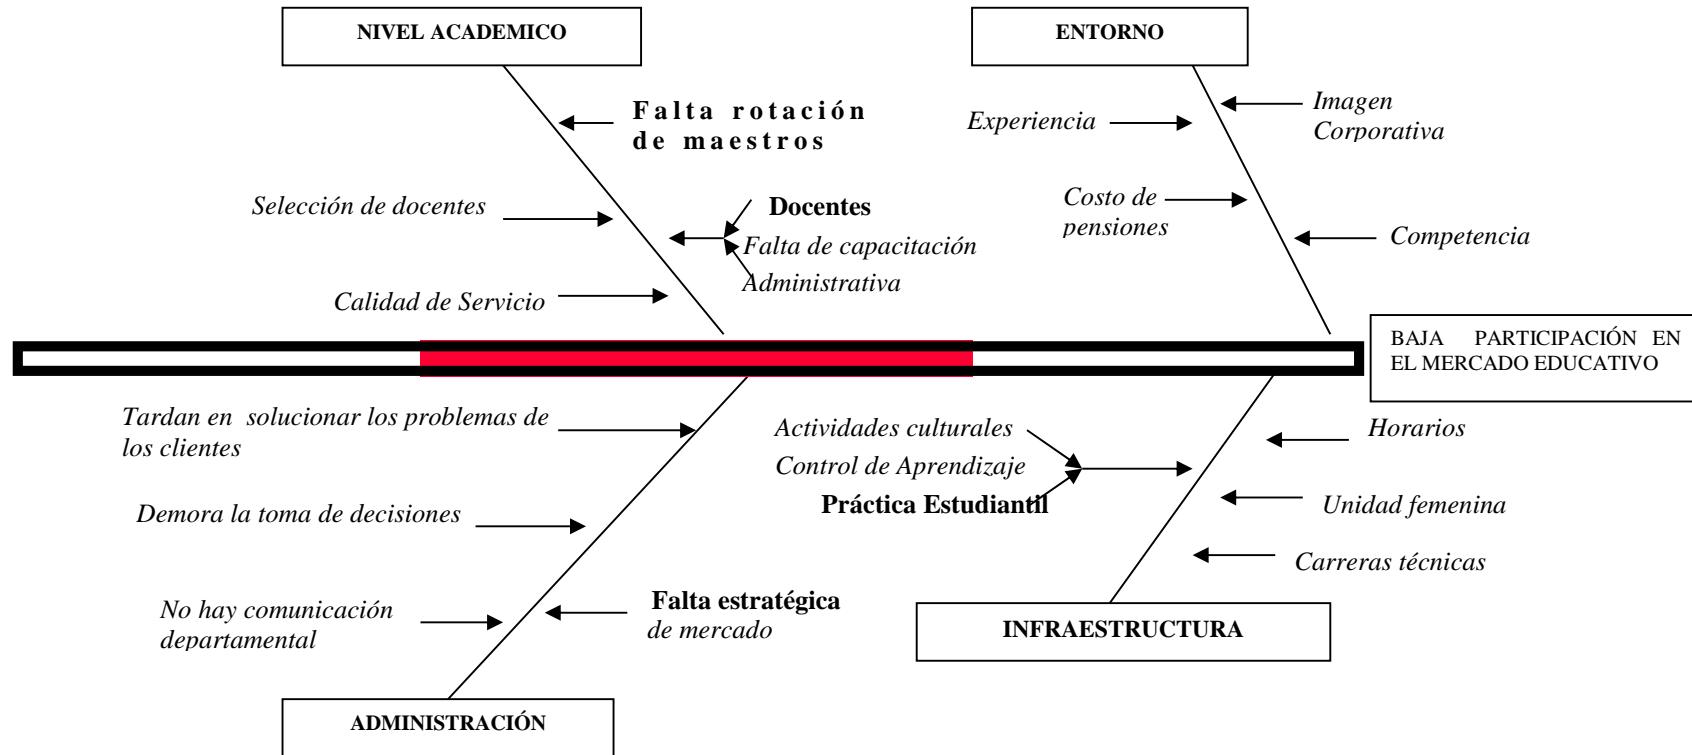 NIVEL ACADEMICO
ENTORNO
Falta rotación
de maestros
Imagen
Corporativa
Experiencia
Selección de docentes
Docentes
Falta de capacitación
Administrativa
Costo de
pensiones
Competencia
Calidad de Servicio
BAJA PARTICIPACIÓN EN
EL MERCADO EDUCATIVO
Tardan en solucionar los problemas de
los clientes
Actividades culturales
Control de Aprendizaje
Práctica Estudiantil
Horarios
Demora la toma de decisiones
Unidad femenina
Carreras técnicas
No hay comunicación
departamental
Falta estratégica
de mercado
INFRAESTRUCTURA
ADMINISTRACIÓN